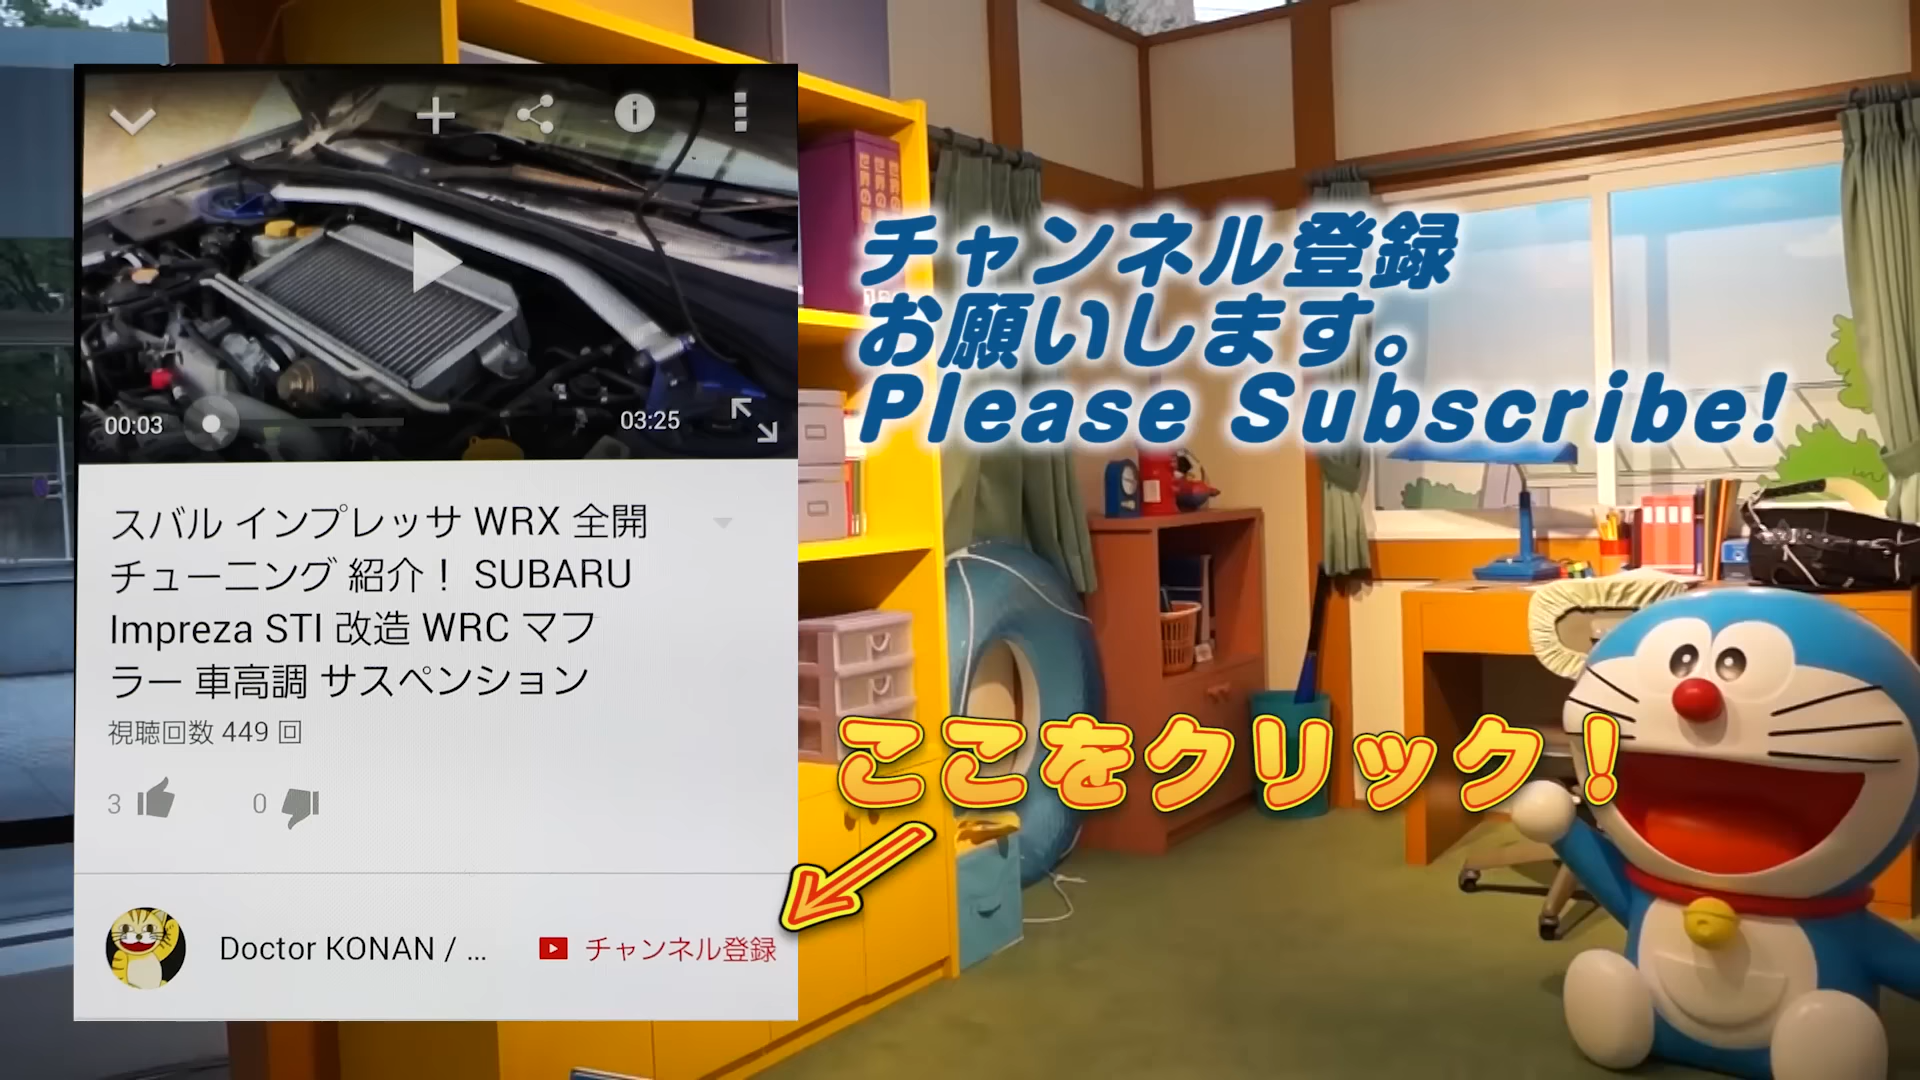 00:03
03:25
スバル インプレッサ WRX 全開
チューニング 紹介！ SUBARU
Impreza STI 改造 WRC マフ
ラー 車高調 サスペンション
視聴回数 449 回
3
0
Doctor KONAN / ...
チャンネル登録
チャンネル登録
お願いします。
Please Subscribe!
ここをクリック！